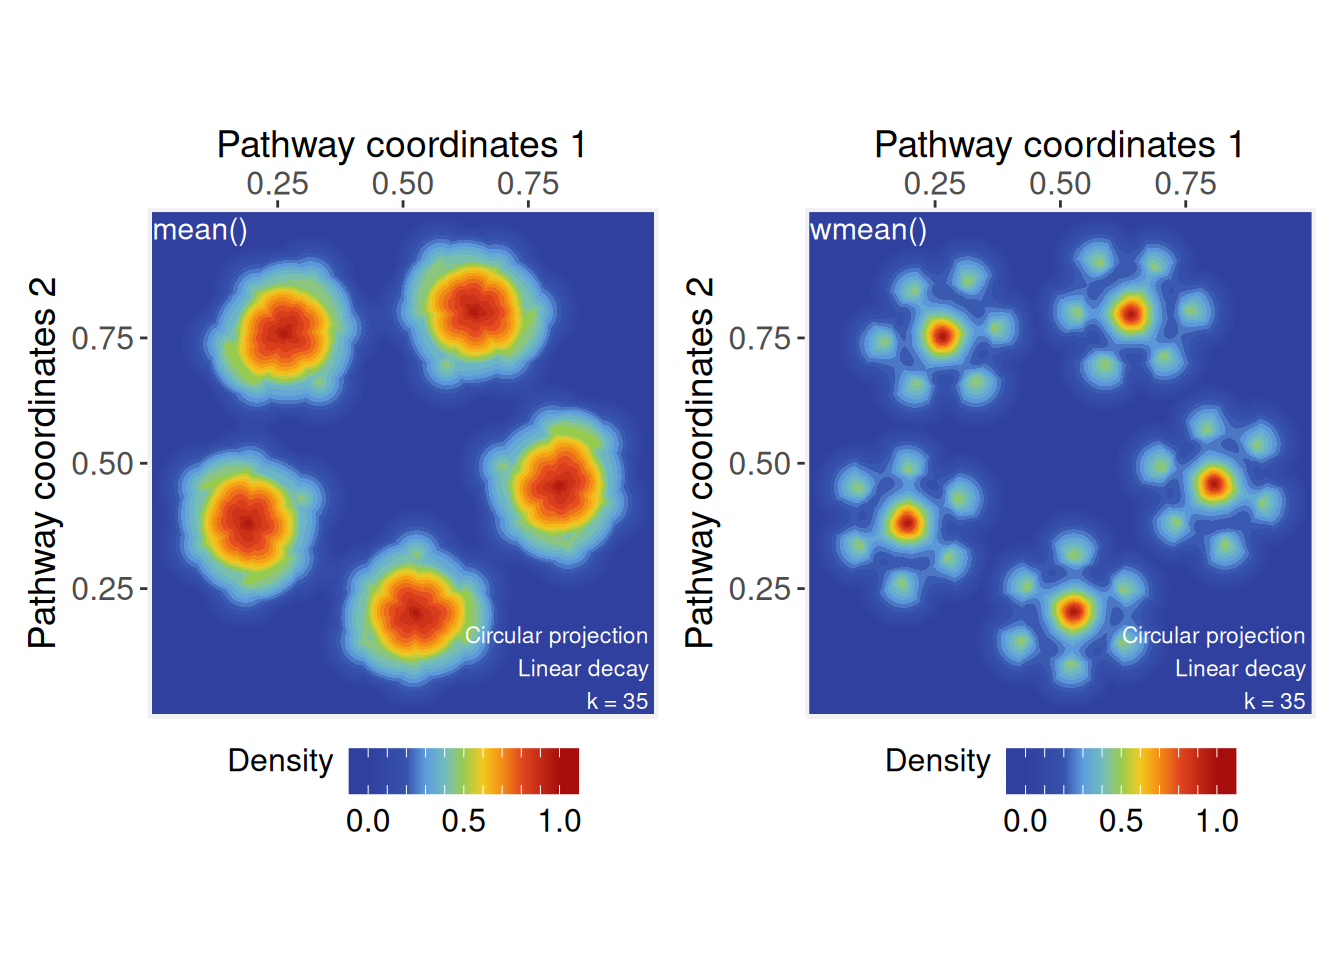 Pathway coordinates 1
0.25 0.50 0.75
mean()
Pathway coordinates 2
0.75
0.50
0.25
Circular projection
Linear decay
k = 35
Density
0.0 0.5 1.0
Pathway coordinates 1
0.25 0.50 0.75
wmean()
Pathway coordinates 2
0.75
0.50
0.25
Circular projection
Linear decay
k = 35
Density
0.0 0.5 1.0